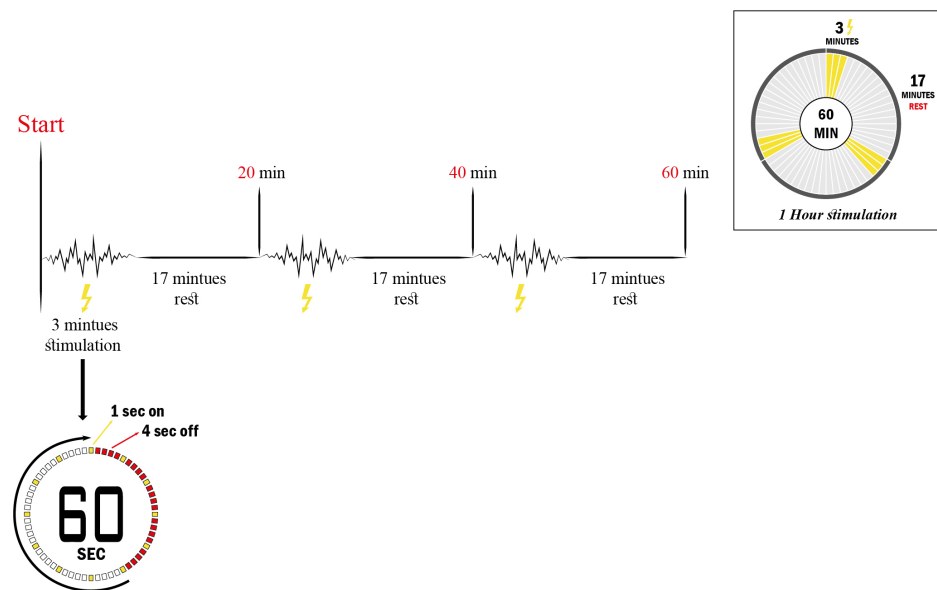 3
MINUTES
17
MINUTES
REST
60
MIN
1 Hour stimulation
Start
20 min
40 min
60 min
17 mintues
rest
17 mintues
rest
17 mintues
rest
3 mintues
stimulation
1 sec on
4 sec off
60
SEC